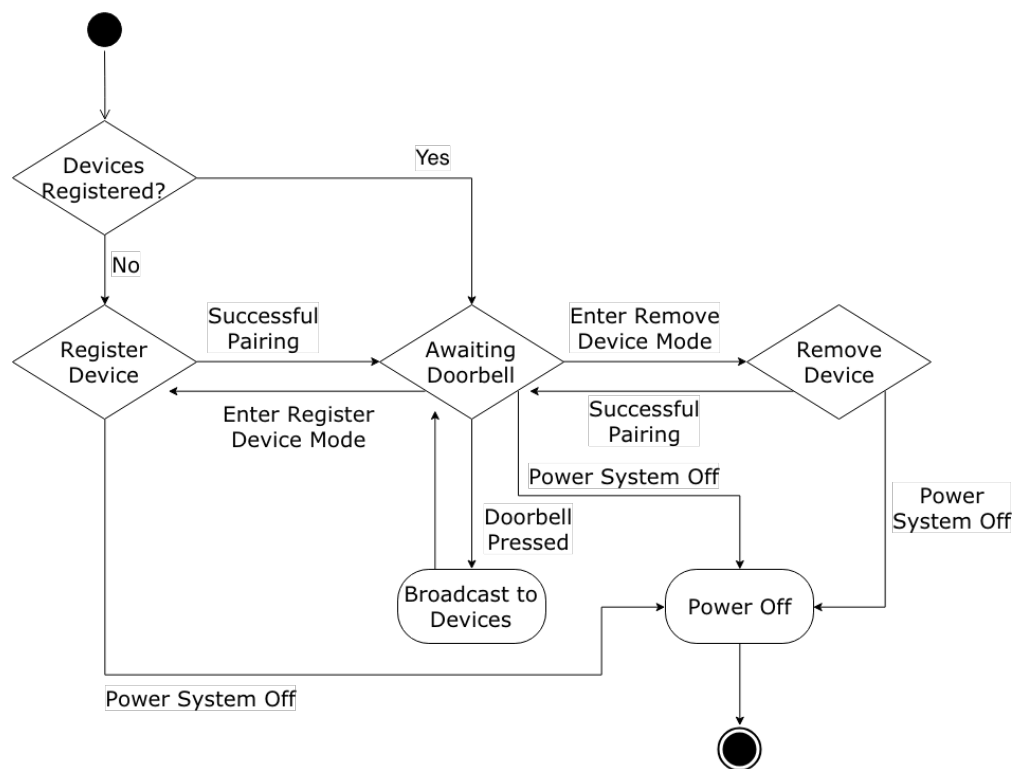 Yes
Devices
Registered?
No
Successful
Pairing
Enter Remove
Device Mode
Register
Device
Awaiting
Doorbell
Remove
Device
Enter Register
Device Mode
Successful
Pairing
Power System Off
Power
System Off
Doorbell
Pressed
Broadcast to
Devices
Power Off
Power System Off